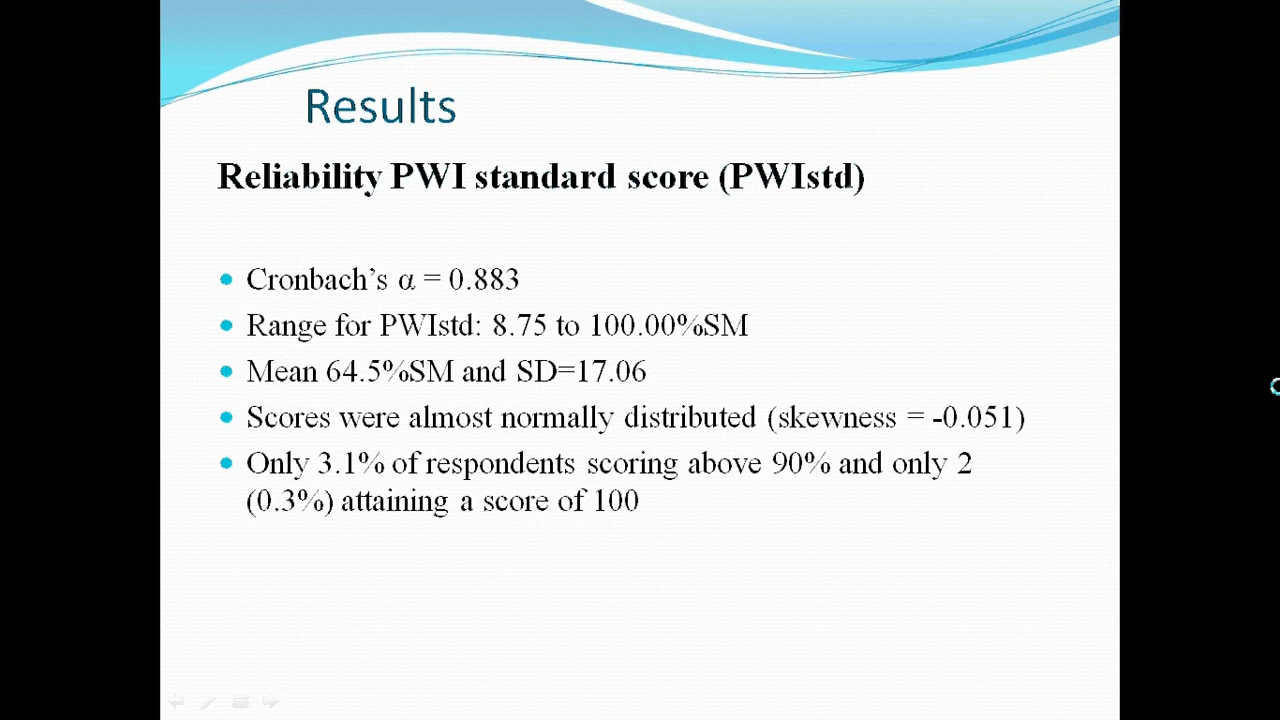 Results
Reliability PWI standard score (PWIstd)
• Cronbach's α = 0.883
• Range for PWIstd: 8.75 to 100.00%SM
• Mean 64.5%SM and SD=17.06
• Scores were almost normally distributed (skewness = -0.051)
• Only 3.1% of respondents scoring above 90% and only 2
(0.3%) attaining a score of 100